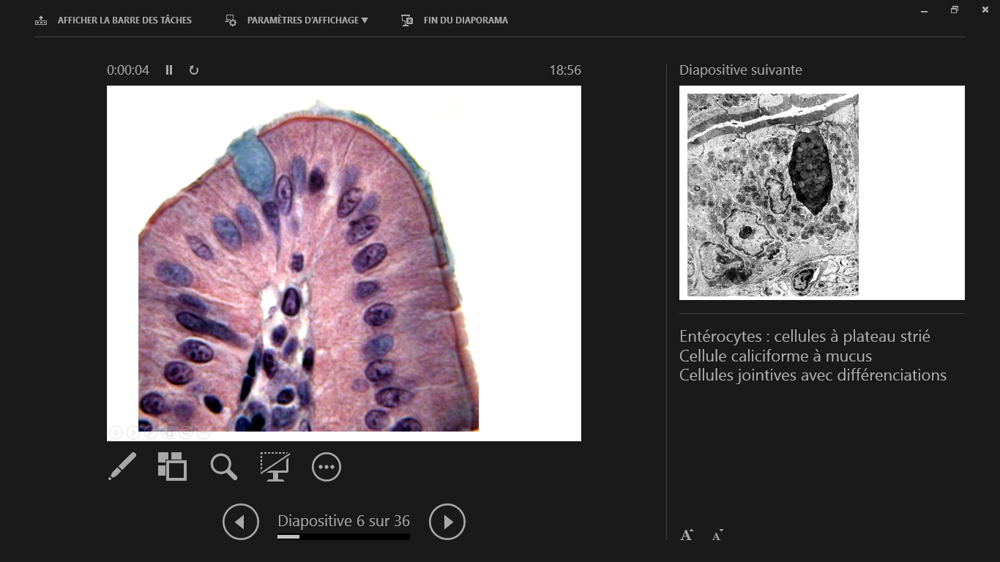 AFFICHER LA BARRE DES TÂCHES
PARAMÈTRES D'AFFICHAGE ▼
FIN DU DIAPORAMA
0:00:04
18:56
Diapositive suivante
Entérocytes : cellules à plateau strié
Cellule caliciforme à mucus
Cellules jointives avec différenciations
Diapositive 6 sur 36
A
A